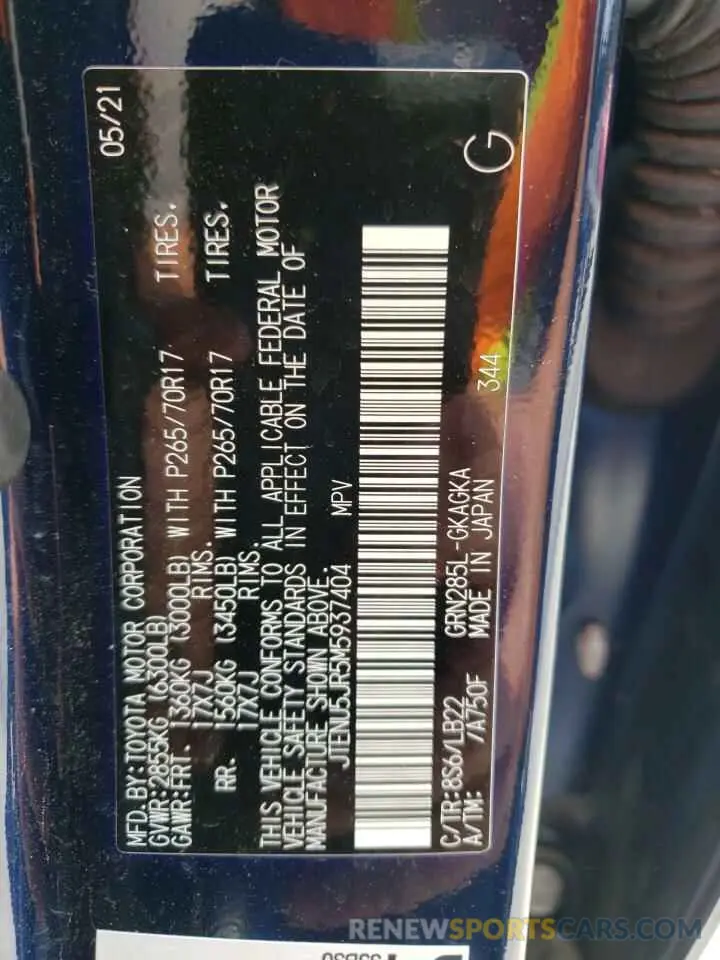 05/21
MFD.BY:TOYOTA MOTOR CORPORATION
GVWR:2855KG (6300LB)
GAWR:FRT. 1360KG (3000LB) WITH P265/70R17 TIRES.
17X7J RIMS.
RR. 1560KG (3450LB) WITH P265/70R17 TIRES.
17X7J RIMS.
THIS VEHICLE CONFORMS TO ALL APPLICABLE FEDERAL MOTOR
VEHICLE SAFETY STANDARDS IN EFFECT ON THE DATE OF
MANUFACTURE SHOWN ABOVE.
JTENU5JR5M5937404 MPV
C/TR:8S6/LB22 GRN285L-GKAGKA
A/TM: /A750F MADE IN JAPAN
344
G
RENEWSPORTSCARS.COM